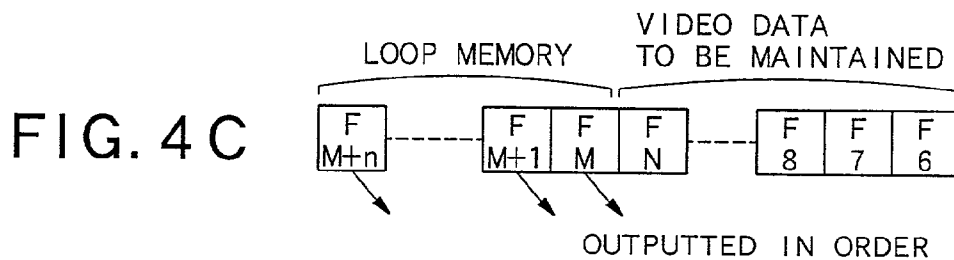 VIDEO DATA
LOOP MEMORY TO BE MAINTAINED
FIG. 4C
F F F F F F F
M+n M+1 M N 8 7 6
OUTPUTTED IN ORDER